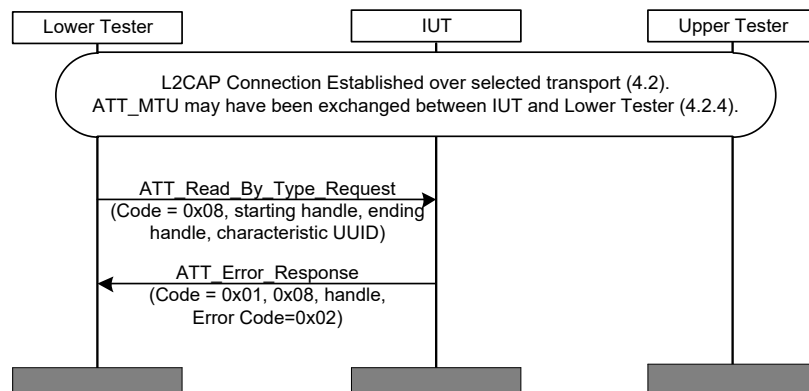 Lower Tester
IUT
Upper Tester
L2CAP Connection Established over selected transport (4.2).
ATT_MTU may have been exchanged between IUT and Lower Tester (4.2.4).
ATT_Read_By_Type_Request
(Code = 0x08, starting handle, ending
handle, characteristic UUID)
ATT_Error_Response
(Code = 0x01, 0x08, handle,
Error Code=0x02)